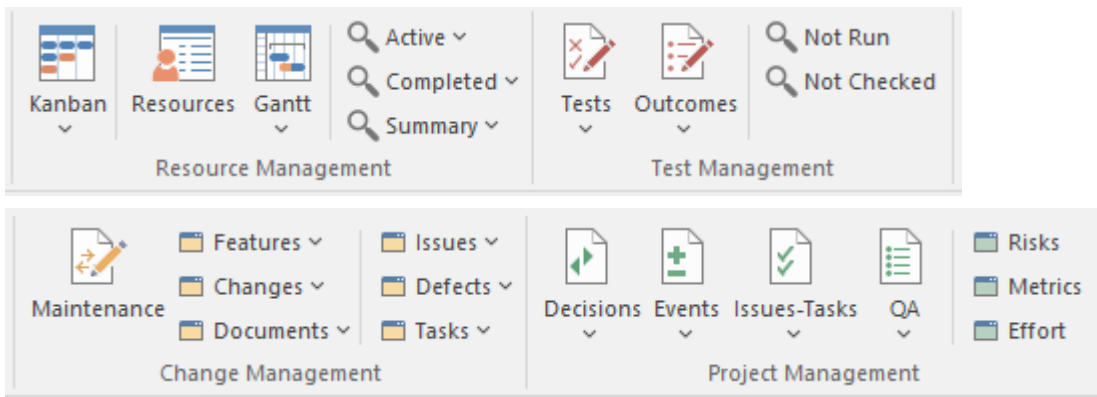 Kanban
Resources
Gantt
Active
Completed
Summary
Resource Management
Tests
Outcomes
Not Run
Not Checked
Test Management
Maintenance
Features
Changes
Documents
Issues
Defects
Tasks
Change Management
Decisions
Events
Issues-Tasks
QA
Risks
Metrics
Effort
Project Management